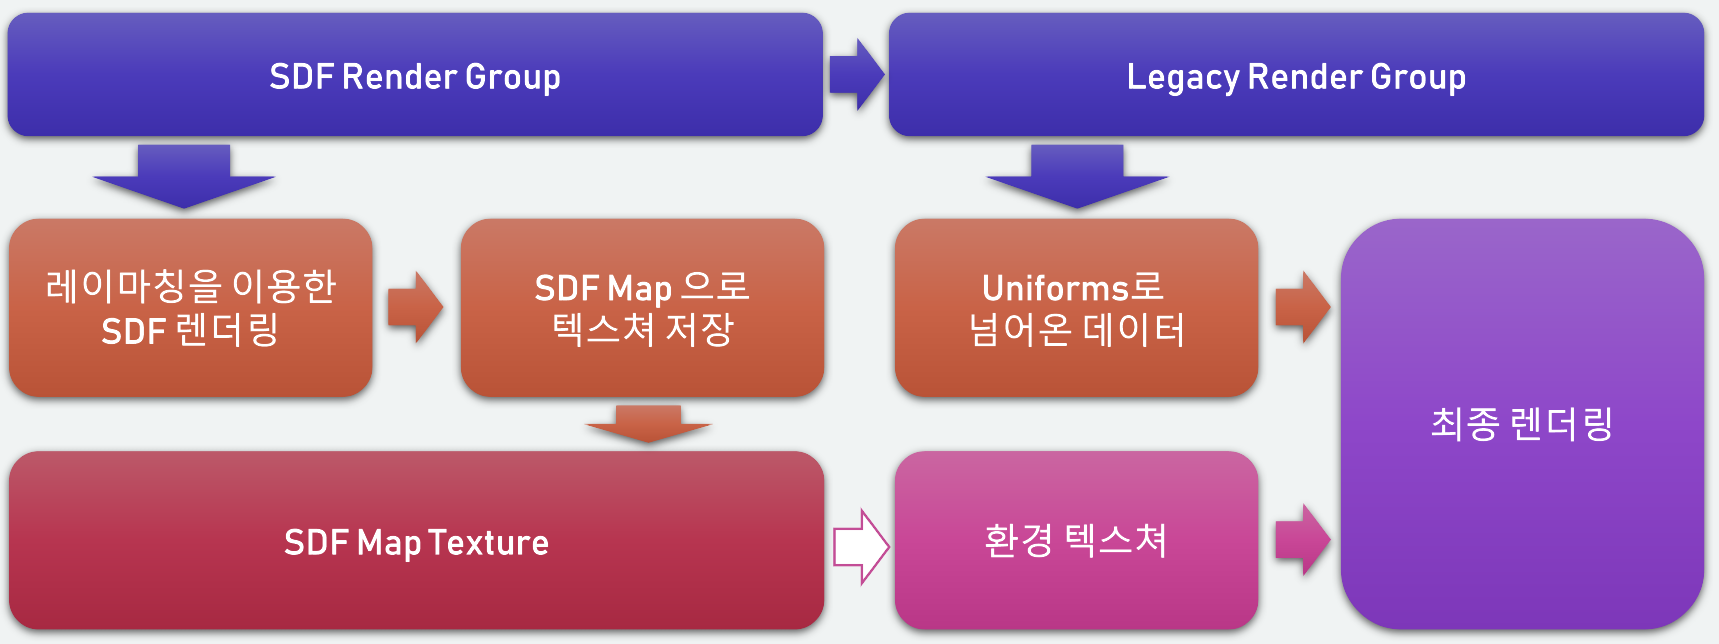 SDF Render Group
Legacy Render Group
레이마칭을 이용한
SDF 렌더링
SDF Map 으로
텍스쳐 저장
Uniforms로
넘어온 데이터
최종 렌더링
SDF Map Texture
환경 텍스쳐